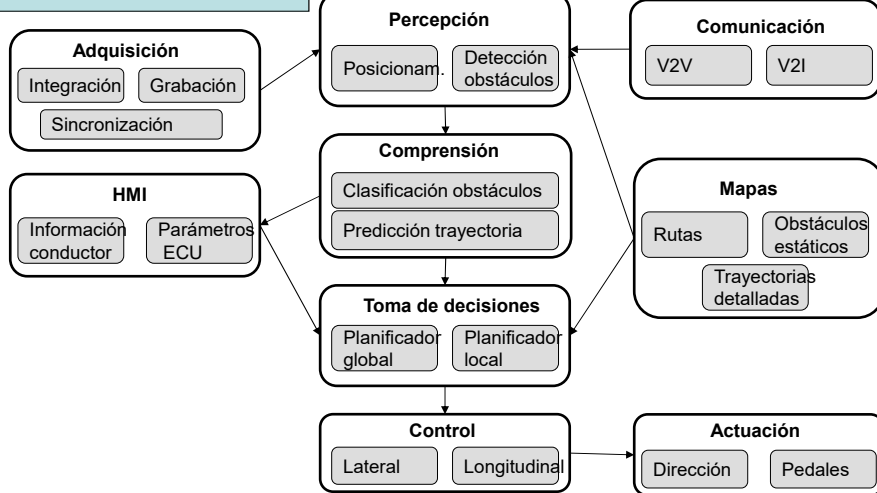 Percepción
Posicionam.
Detección
obstáculos
Comunicación
V2V
V2I
Adquisición
Integración
Grabación
Sincronización
Comprensión
Clasificación obstáculos
Predicción trayectoria
HMI
Información
conductor
Parámetros
ECU
Mapas
Rutas
Obstáculos
estáticos
Trayectorias
detalladas
Toma de decisiones
Planificador
global
Planificador
local
Control
Lateral
Longitudinal
Actuación
Dirección
Pedales